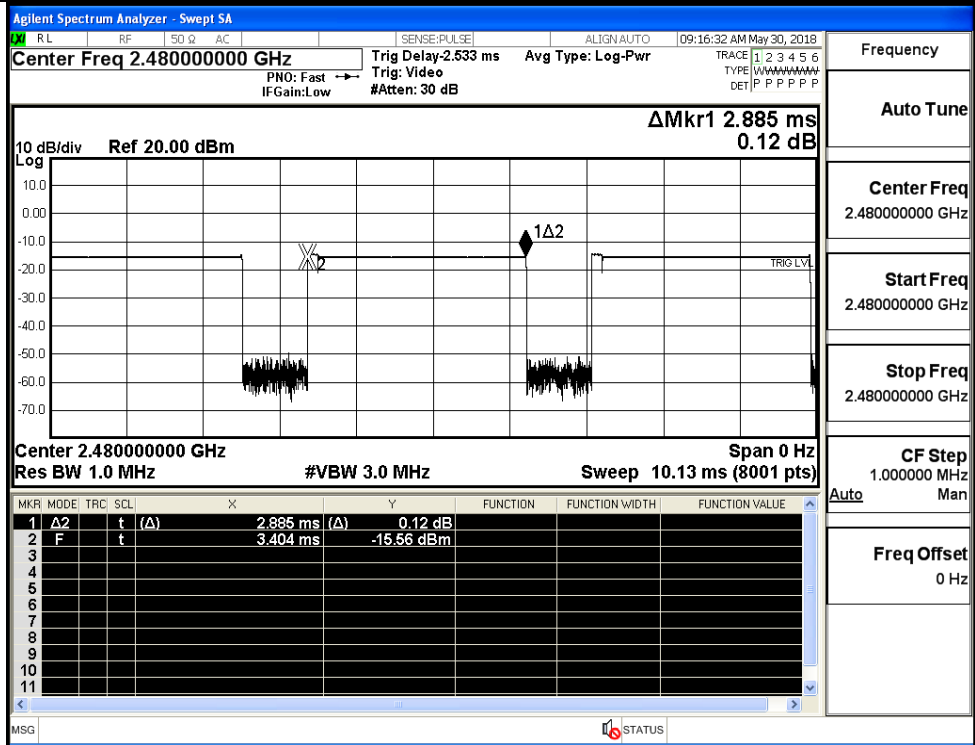 Agilent Spectrum Analyzer - Swept SA
LXI RL RF 50 Ω AC SENSE:PULSE ALIGN AUTO 09:16:32 AM May 30, 2018
Center Freq 2.480000000 GHz
PNO: Fast
IFGain:Low
Trig Delay-2.533 ms
Trig: Video
#Atten: 30 dB
Avg Type: Log-Pwr
TRACE 1 2 3 4 5 6
TYPE WWWWWW
DET P P P P P P
ΔMkr1 2.885 ms
0.12 dB
10 dB/div Ref 20.00 dBm
Log
10.0
0.00
-10.0
-20.0
-30.0
-40.0
-50.0
-60.0
-70.0
1Δ2
2
TRIG LVL
Center 2.480000000 GHz Span 0 Hz
Res BW 1.0 MHz #VBW 3.0 MHz Sweep 10.13 ms (8001 pts)
MKR MODE TRC SCL X Y FUNCTION FUNCTION WIDTH FUNCTION VALUE
1 Δ2 t (Δ) 2.885 ms (Δ) 0.12 dB
2 F t 3.404 ms -15.56 dBm
3
4
5
6
7
8
9
10
11
MSG STATUS
Frequency
Auto Tune
Center Freq
2.480000000 GHz
Start Freq
2.480000000 GHz
Stop Freq
2.480000000 GHz
CF Step
1.000000 MHz
Auto Man
Freq Offset
0 Hz